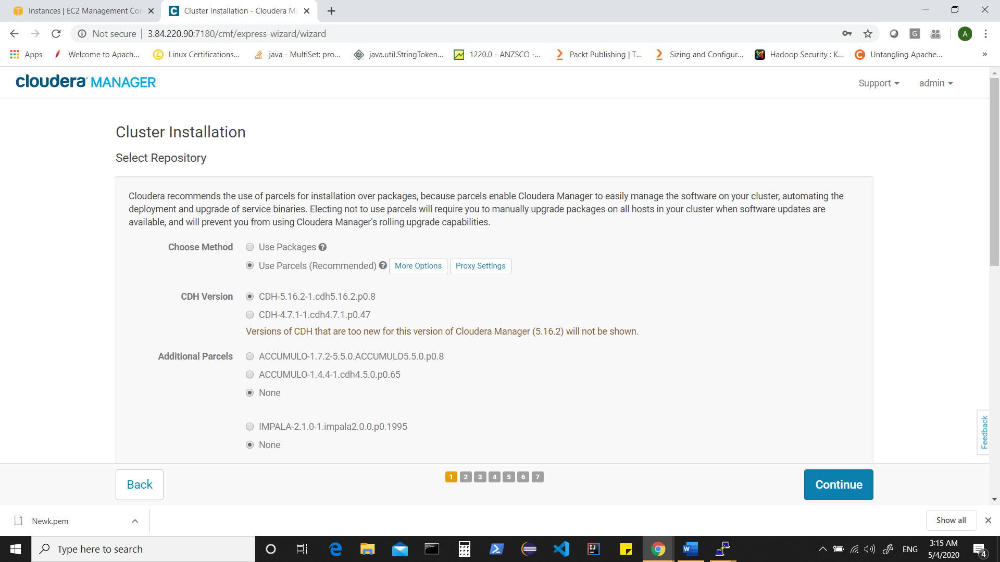 Instances | EC2 Management Con
Cluster Installation - Cloudera Ma
Not secure | 3.84.220.90:7180/cmf/express-wizard/wizard
A
Apps
Welcome to Apach...
Linux Certifications...
java - MultiSet: pro...
java.util.StringToken...
1220.0 - ANZSCO -...
Packt Publishing | T...
Sizing and Configur...
Hadoop Security : K...
Untangling Apache...
»
cloudera MANAGER
Support
admin
Cluster Installation
Select Repository
Cloudera recommends the use of parcels for installation over packages, because parcels enable Cloudera Manager to easily manage the software on your cluster, automating the
deployment and upgrade of service binaries. Electing not to use parcels will require you to manually upgrade packages on all hosts in your cluster when software updates are
available, and will prevent you from using Cloudera Manager's rolling upgrade capabilities.
Choose Method
Use Packages ?
Use Parcels (Recommended) ? More Options Proxy Settings
CDH Version
CDH-5.16.2-1.cdh5.16.2.p0.8
CDH-4.7.1-1.cdh4.7.1.p0.47
Versions of CDH that are too new for this version of Cloudera Manager (5.16.2) will not be shown.
Additional Parcels
ACCUMULO-1.7.2-5.5.0.ACCUMULO5.5.0.p0.8
ACCUMULO-1.4.4-1.cdh4.5.0.p0.65
None
IMPALA-2.1.0-1.impala2.0.0.p0.1995
None
Feedback
Back
1 2 3 4 5 6 7
Continue
Newk.pem
Show all
Type here to search
ENG
3:15 AM
5/4/2020
4